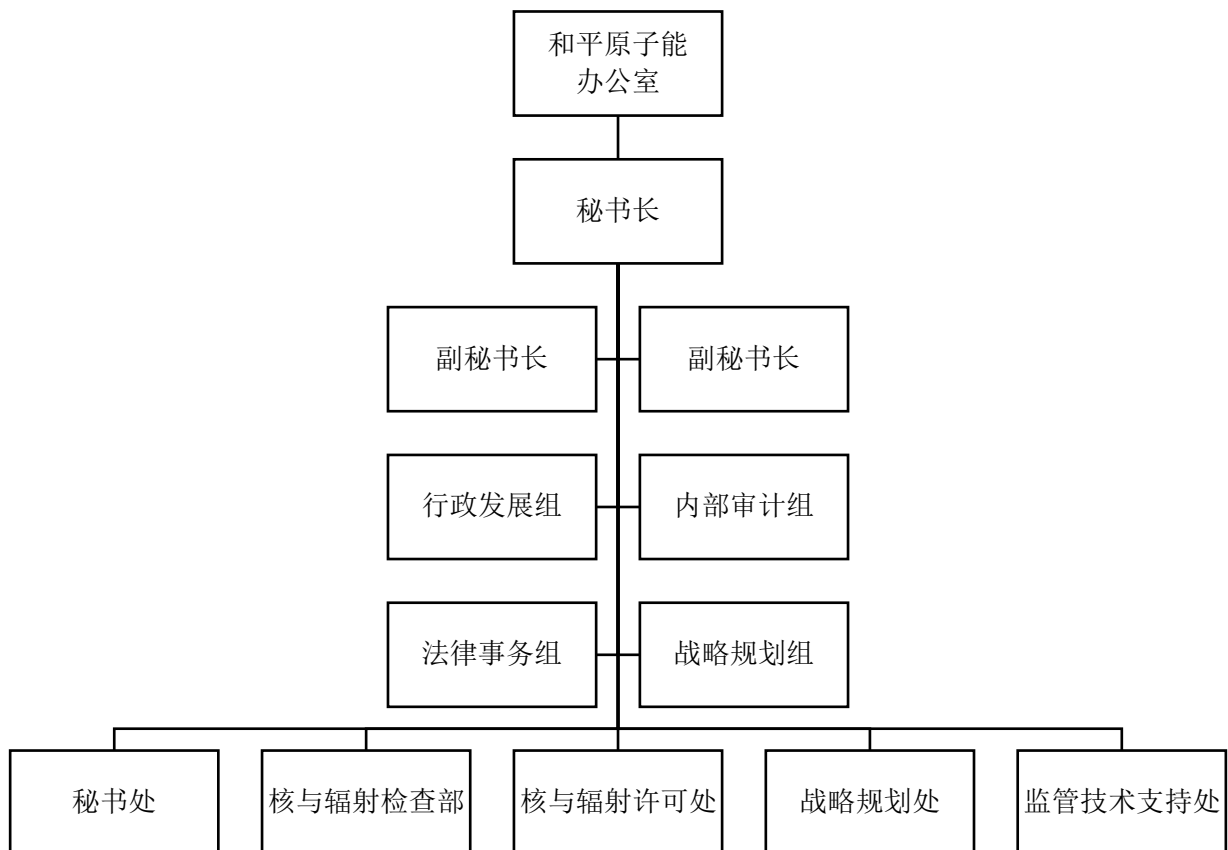 和平原子能
办公室
秘书长
副秘书长
副秘书长
行政发展组
内部审计组
法律事务组
战略规划组
秘书处
核与辐射检查部
核与辐射许可处
战略规划处
监管技术支持处